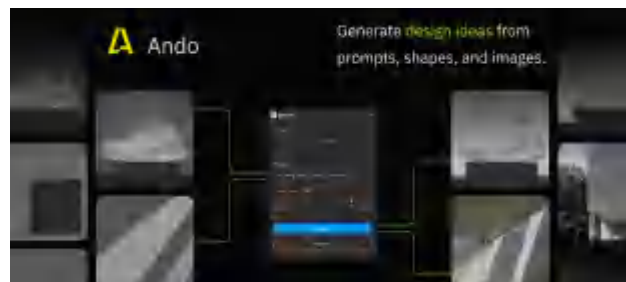 Ando
Generate design ideas from
prompts, shapes, and images.